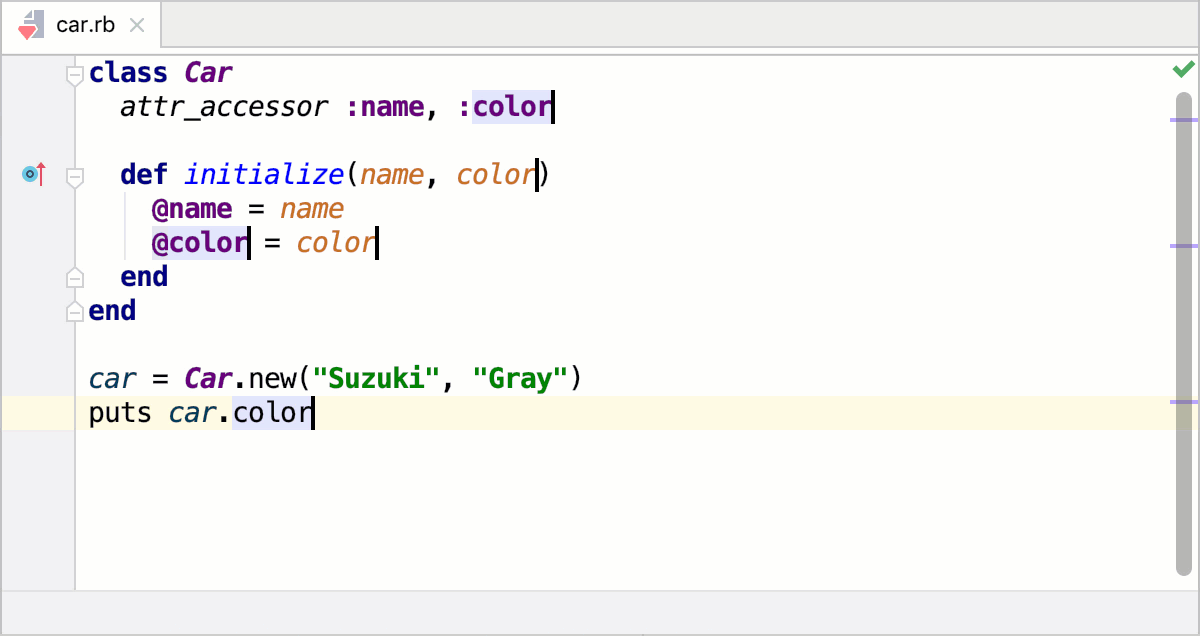 car.rb
class Car
  attr_accessor :name, :color
  def initialize(name, color)
    @name = name
    @color = color
  end
end
car = Car.new("Suzuki", "Gray")
puts car.color